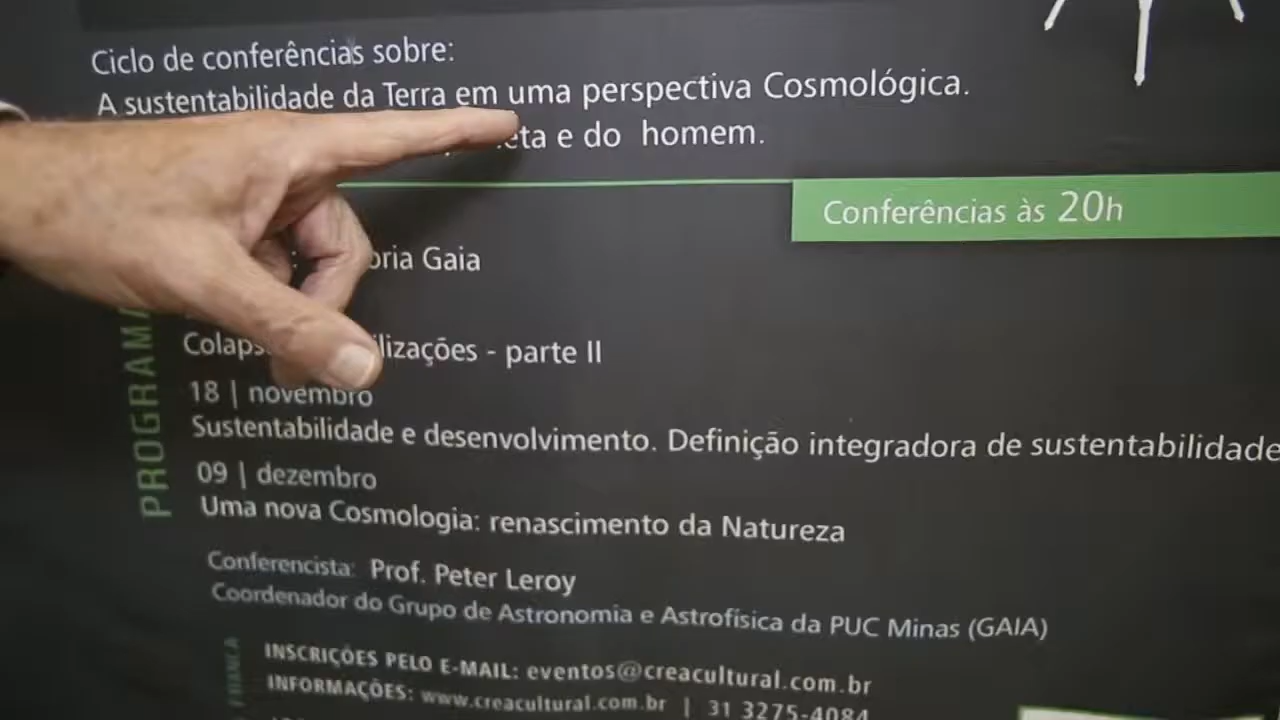 Ciclo de conferências sobre:
A sustentabilidade da Terra em uma perspectiva Cosmológica.
e do homem.
Conferências às 20h
Gaia
- parte II
18 | novembro
Sustentabilidade e desenvolvimento. Definição integradora de sustentabilidade
09 | dezembro
Uma nova Cosmologia: renascimento da Natureza
Conferencista: Prof. Peter Leroy
Coordenador do Grupo de Astronomia e Astrofísica da PUC Minas (GAIA)
INSCRIÇÕES PELO E-MAIL: eventos@creacultural.com.br
INFORMAÇÕES: www.creacultural.com.br | 31 3275-4084